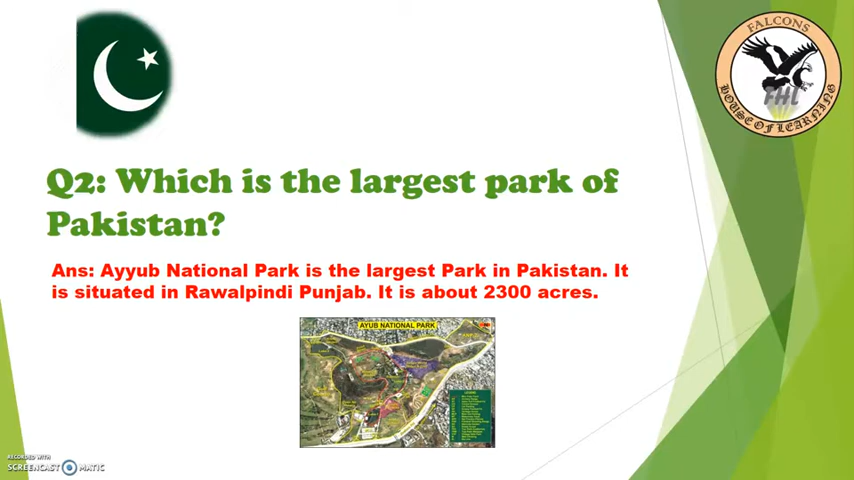 FALCONS
FHL
HOUSE OF LEARNING
Q2: Which is the largest park of
Pakistan?
Ans: Ayyub National Park is the largest Park in Pakistan. It
is situated in Rawalpindi Punjab. It is about 2300 acres.
AYUB NATIONAL PARK
RECORDED WITH
SCREENCAST MATIC